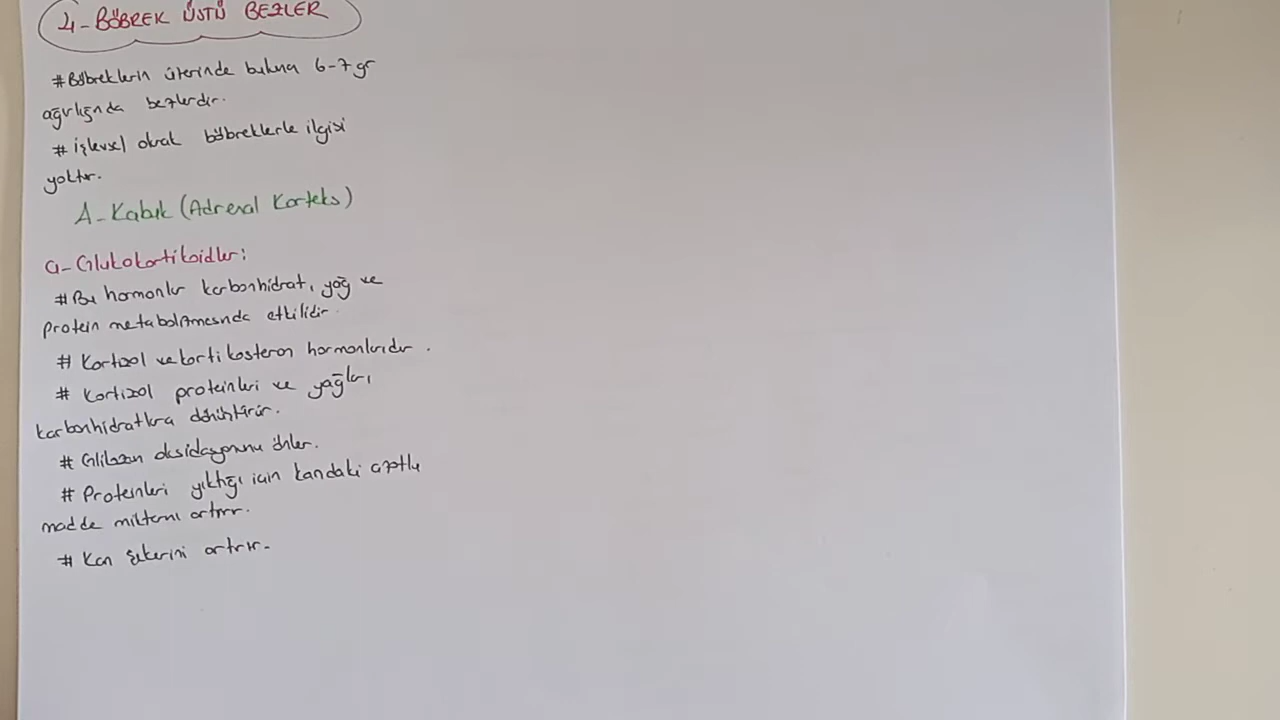 4- BÖBREK ÜSTÜ BEZLER
# Böbreklerin üterinde buluna 6-7 gr
ağırlığında bezlerdir.
# İşlevsel olarak böbreklerle ilgisi
yoktur.
A- Kabuk (Adrenal Korteks)
a- Glukokortikoidler:
# Bu hormonlar karbonhidrat, yağ ve
protein metabolizmasında etkilidir.
# Kortizol ve kortikosteron hormonlarıdır.
# Kortizol proteinleri ve yağları
karbonhidratlara dönüştürür.
# Glikozun oksidasyonunu önler.
# Proteinleri yıktığı için kandaki azotlu
madde miktarını artırır.
# Kan şekerini artırır.